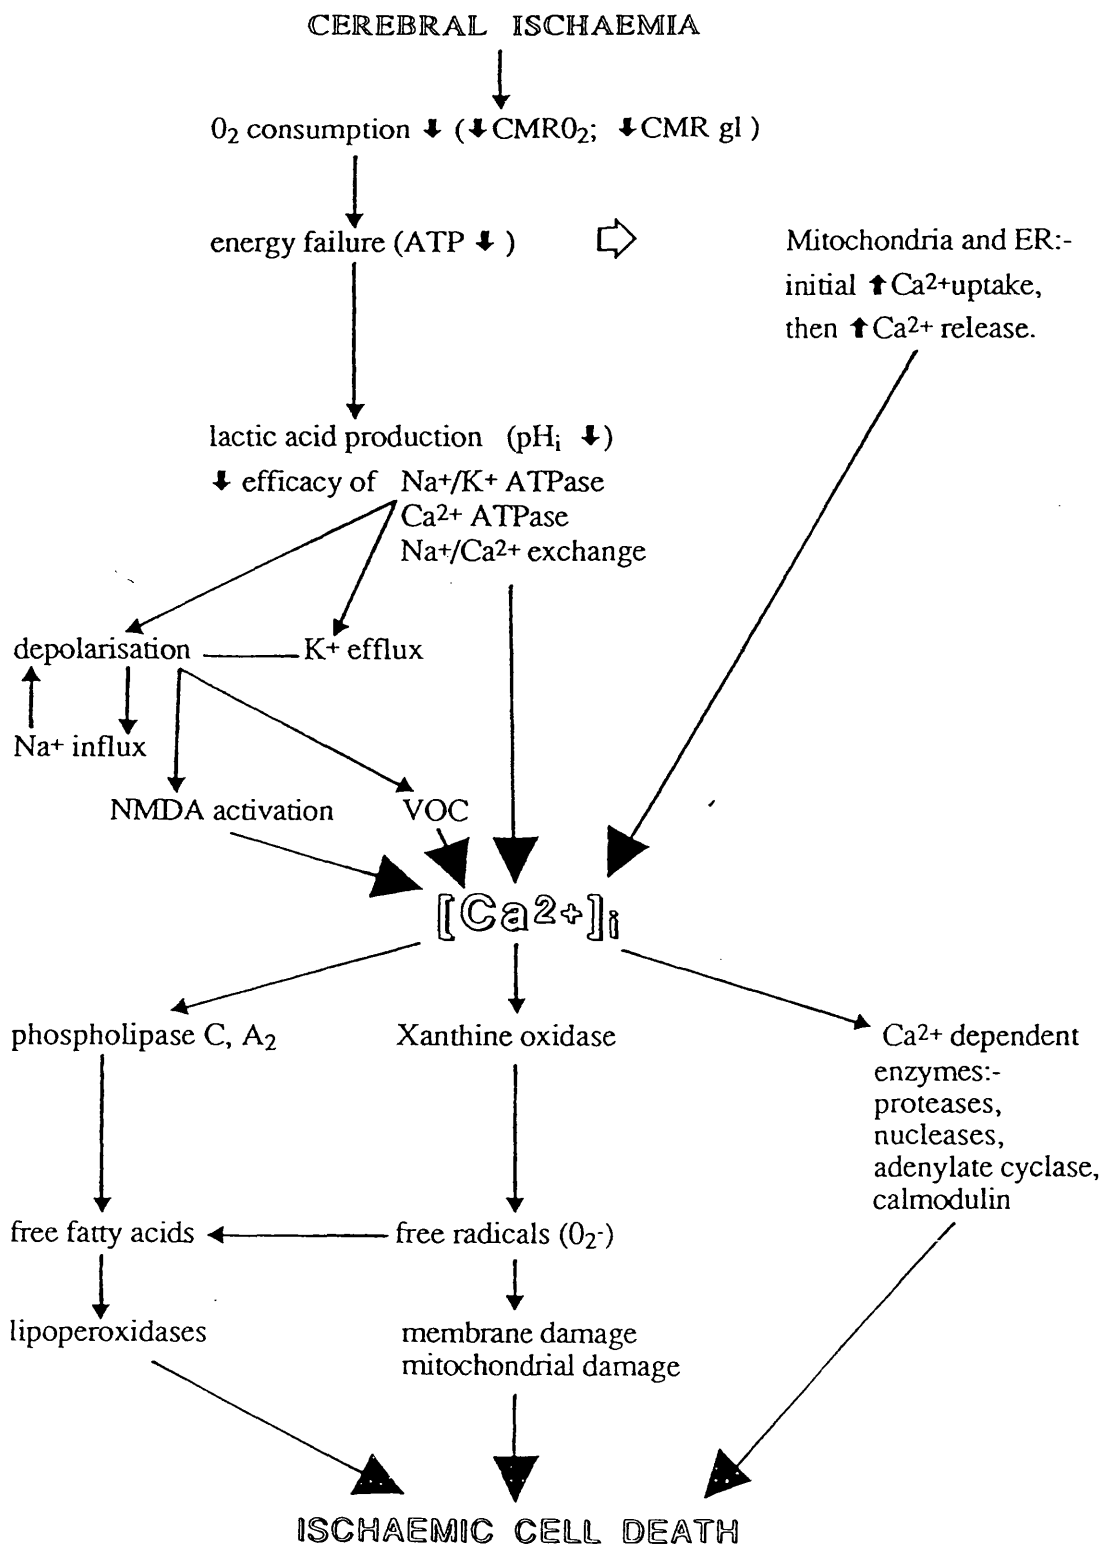 CEREBRAL ISCHAEMIA
O₂ consumption ⬇ (⬇CMRO₂; ⬇CMR gl )
energy failure (ATP ⬇ )
Mitochondria and ER:-
initial ⬆Ca²⁺uptake,
then ⬆Ca²⁺ release.
lactic acid production (pHᵢ ⬇)
⬇ efficacy of Na⁺/K⁺ ATPase
Ca²⁺ ATPase
Na⁺/Ca²⁺ exchange
depolarisation
K⁺ efflux
Na⁺ influx
NMDA activation
VOC
[Ca²⁺]ᵢ
phospholipase C, A₂
Xanthine oxidase
Ca²⁺ dependent
enzymes:-
proteases,
nucleases,
adenylate cyclase,
calmodulin
free fatty acids
free radicals (O₂⁻)
lipoperoxidases
membrane damage
mitochondrial damage
ISCHAEMIC CELL DEATH